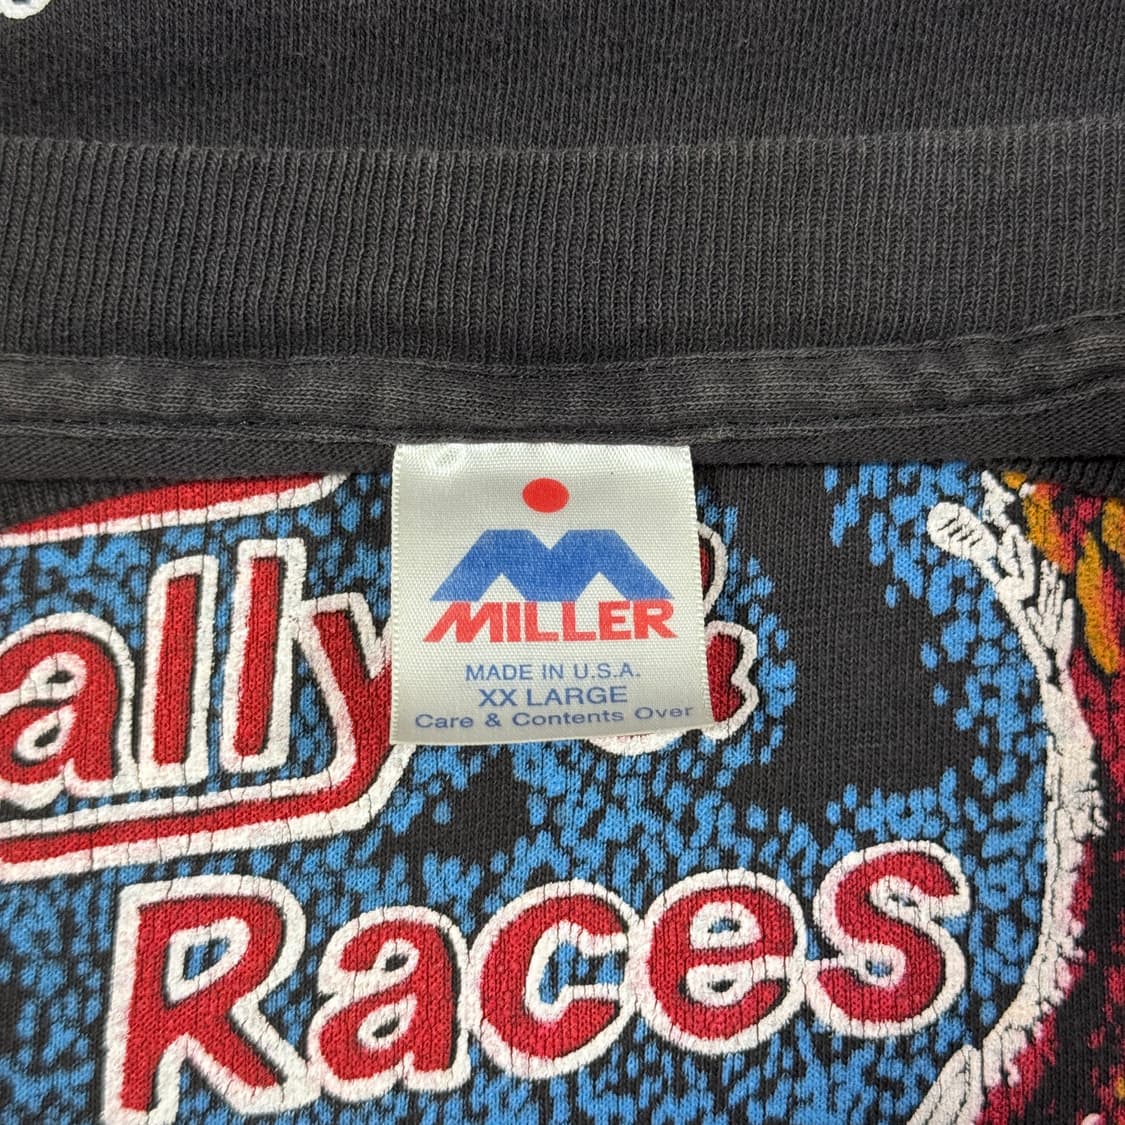 MILLER
MADE IN U.S.A.
XX LARGE
Care & Contents Over
ally
Races